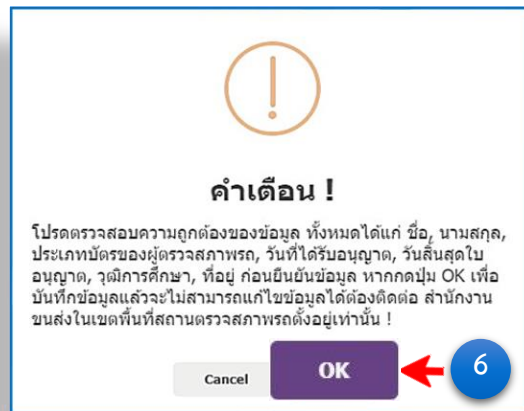 คำเตือน !
โปรดตรวจสอบความถูกต้องของข้อมูล ทั้งหมดได้แก่ ชื่อ, นามสกุล,
ประเภทบัตรของผู้ตรวจสภาพรถ, วันที่ได้รับอนุญาต, วันสิ้นสุดใบ
อนุญาต, วุฒิการศึกษา, ที่อยู่ ก่อนยืนยันข้อมูล หากกดปุ่ม OK เพื่อ
บันทึกข้อมูลแล้วจะไม่สามารถแก้ไขข้อมูลได้ต้องติดต่อ สำนักงาน
ขนส่งในเขตพื้นที่สถานตรวจสภาพรถตั้งอยู่เท่านั้น !
Cancel OK 6